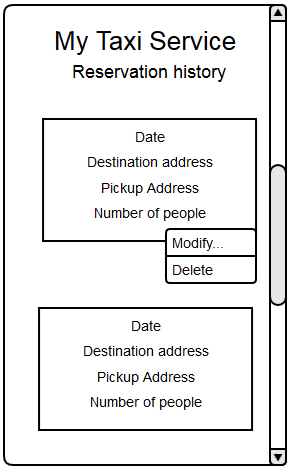 My Taxi Service
Reservation history
Date
Destination address
Pickup Address
Number of people
Modify...
Delete
Date
Destination address
Pickup Address
Number of people